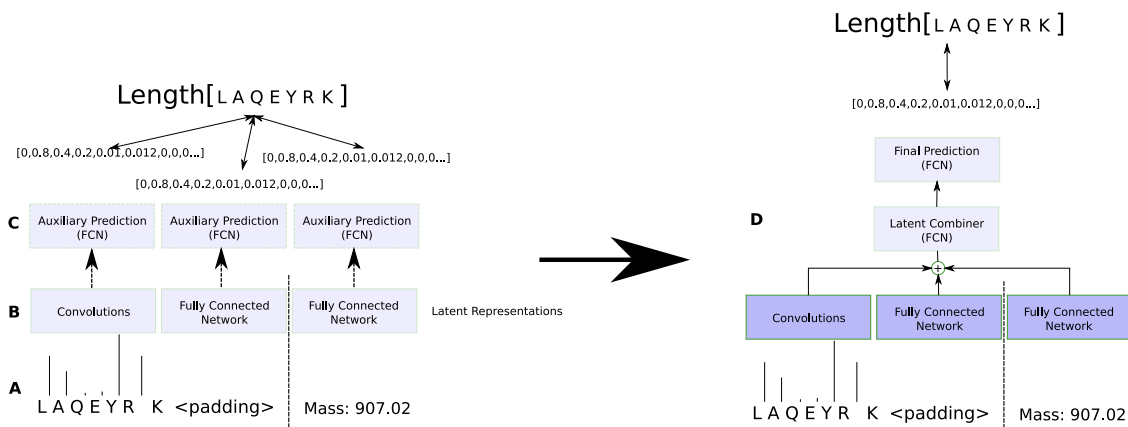 Length[L A Q E Y R K]
[0,0.8,0.4,0.2,0.01,0.012,0,0,0...]
[0,0.8,0.4,0.2,0.01,0.012,0,0,0...]
[0,0.8,0.4,0.2,0.01,0.012,0,0,0...]
C
Auxiliary Prediction
(FCN)
Auxiliary Prediction
(FCN)
Auxiliary Prediction
(FCN)
B
Convolutions
Fully Connected
Network
Fully Connected
Network
Latent Representations
A
L A Q E Y R K <padding>
Mass: 907.02
Length[L A Q E Y R K]
[0,0.8,0.4,0.2,0.01,0.012,0,0,0...]
Final Prediction
(FCN)
D
Latent Combiner
(FCN)
+
Convolutions
Fully Connected
Network
Fully Connected
Network
L A Q E Y R K <padding>
Mass: 907.02